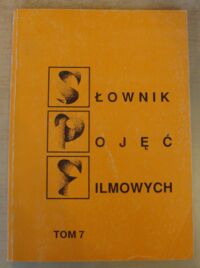 SŁOWNIK
POJĘĆ
FILMOWYCH
TOM 7